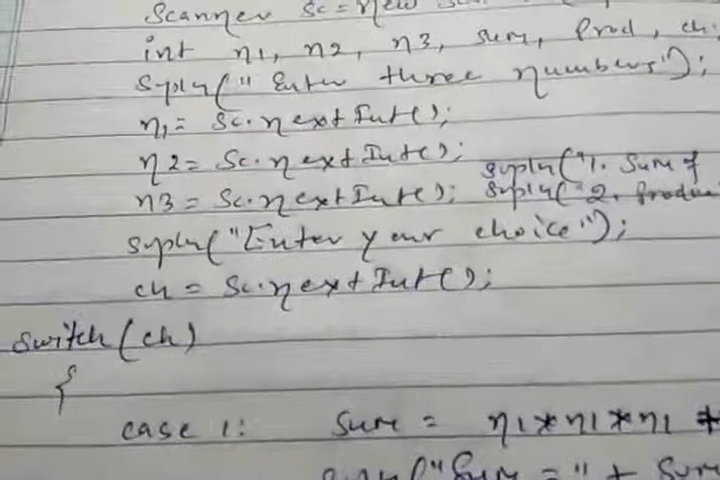 Scanner Sc = new
int n1, n2, n3, sum, Prod, ch
Sopln("Enter three numbers");
n1 = Sc.nextInt();
n2 = Sc.nextInt(); sopln("1. Sum of
n3 = Sc.nextInt(); sopln("2. Produ
sopln("Enter your choice");
ch = Sc.nextInt();
switch (ch)
{
case 1: sum = n1*n1*n1 +
("Sum = " + Sum